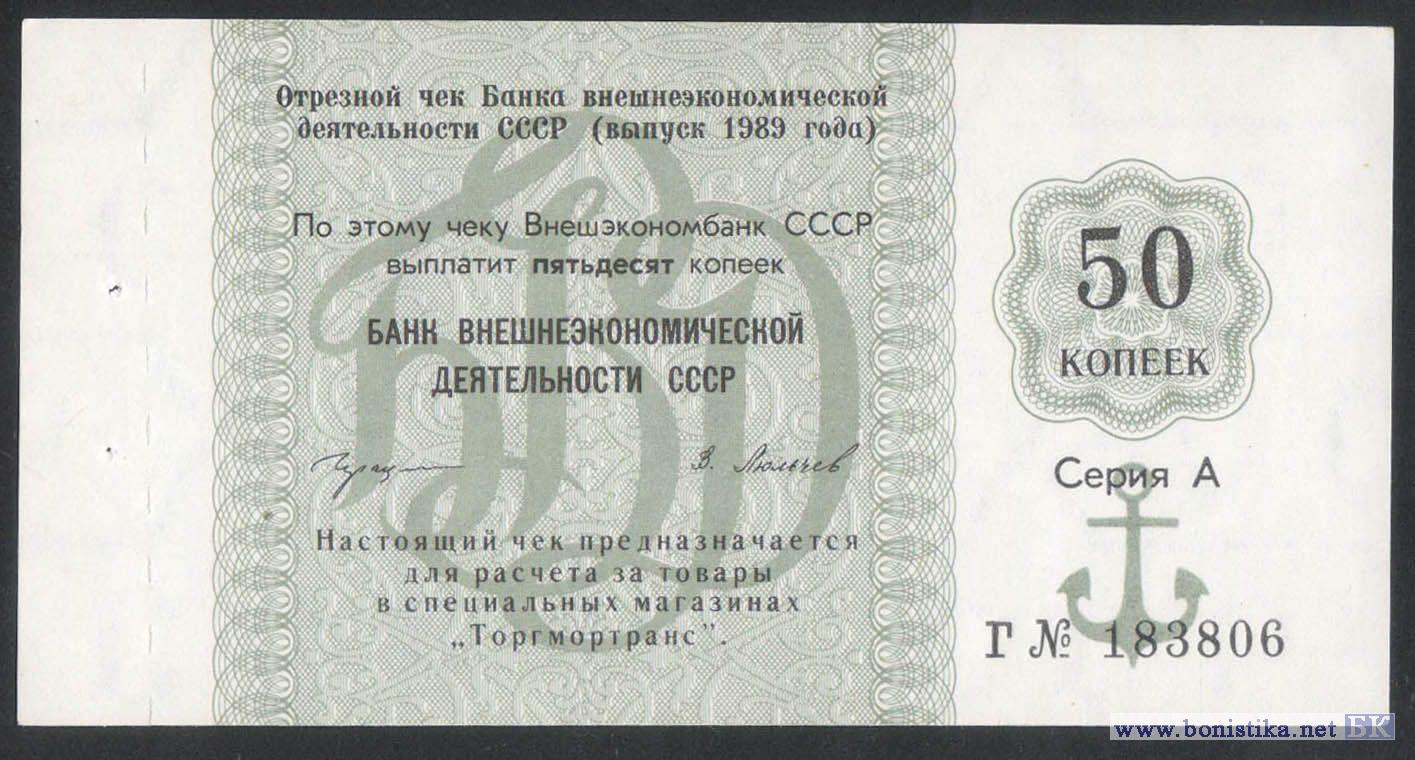 Отрезной чек Банка внешнеэкономической
деятельности СССР (выпуск 1989 года)
По этому чеку Внешэкономбанк СССР
выплатит пятьдесят копеек
БАНК ВНЕШНЕЭКОНОМИЧЕСКОЙ
ДЕЯТЕЛЬНОСТИ СССР
В. Люльчев
Настоящий чек предназначается
для расчета за товары
в специальных магазинах
„Торгмортранс".
50
КОПЕЕК
Серия А
Г № 183806
www.bonistika.net БК